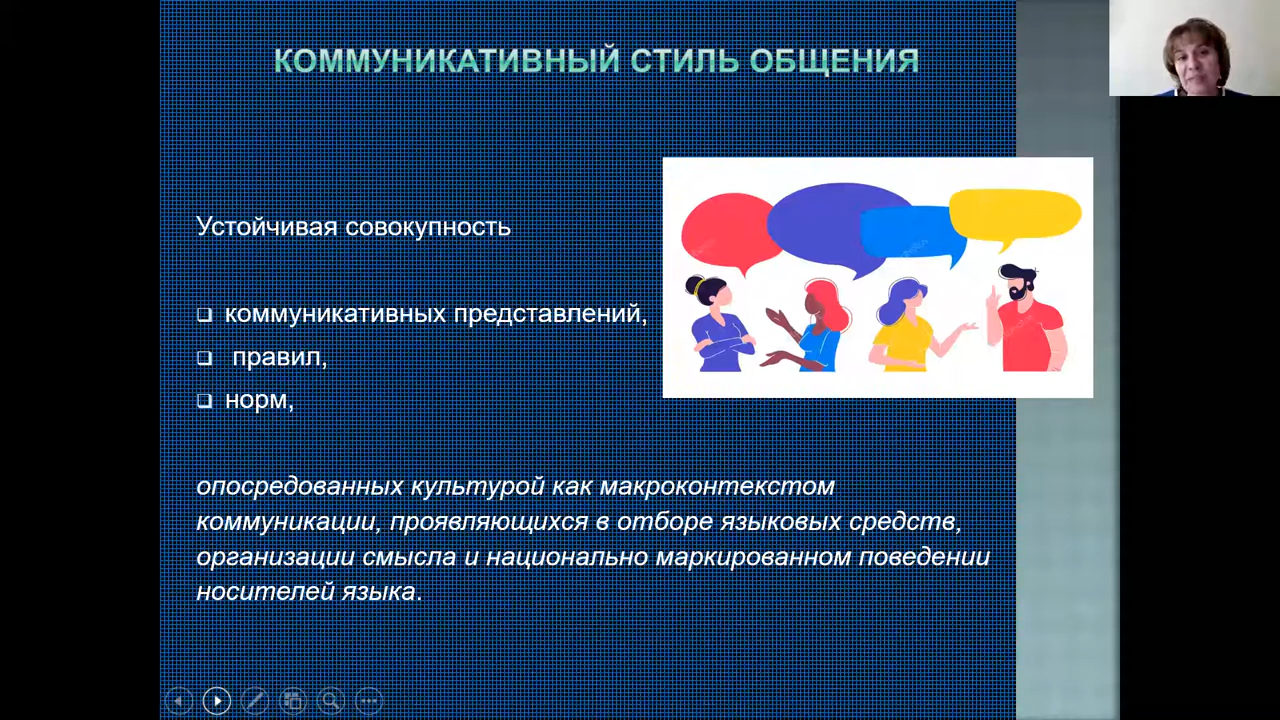 КОММУНИКАТИВНЫЙ СТИЛЬ ОБЩЕНИЯ
Устойчивая совокупность
коммуникативных представлений,
правил,
норм,
опосредованных культурой как макроконтекстом
коммуникации, проявляющихся в отборе языковых средств,
организации смысла и национально маркированном поведении
носителей языка.